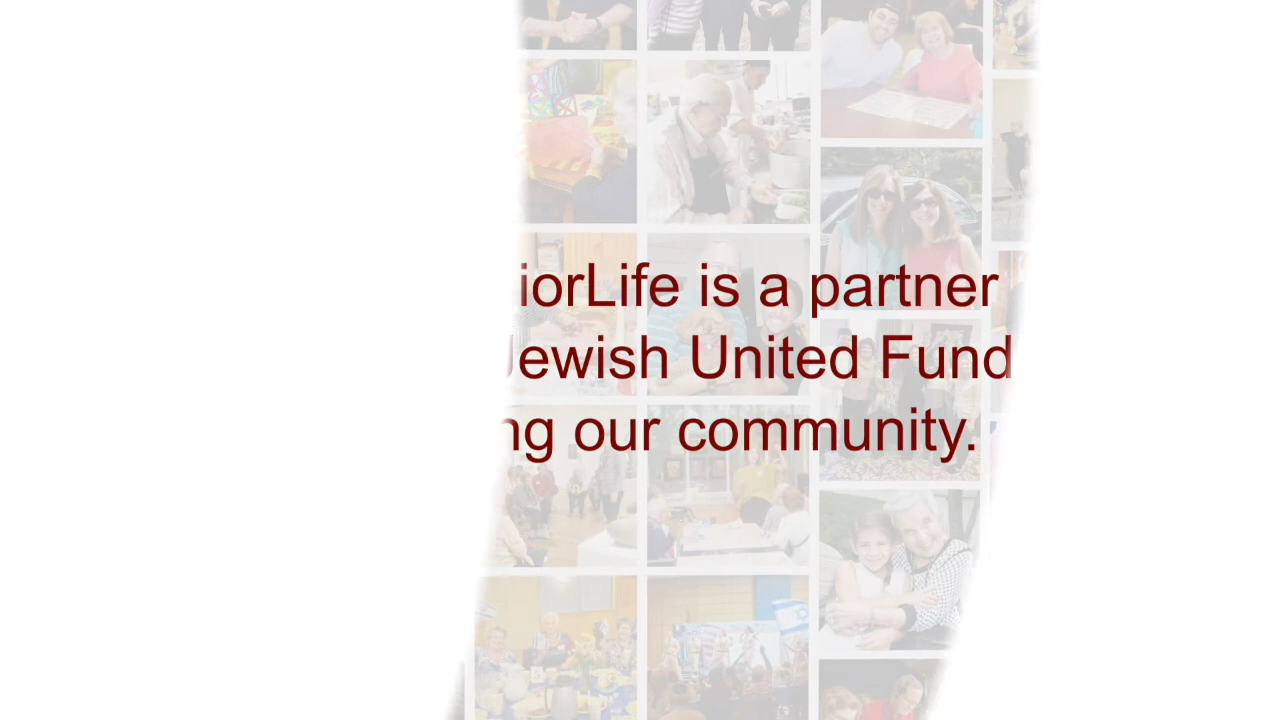 iorLife is a partner
Jewish United Fund
ng our community.